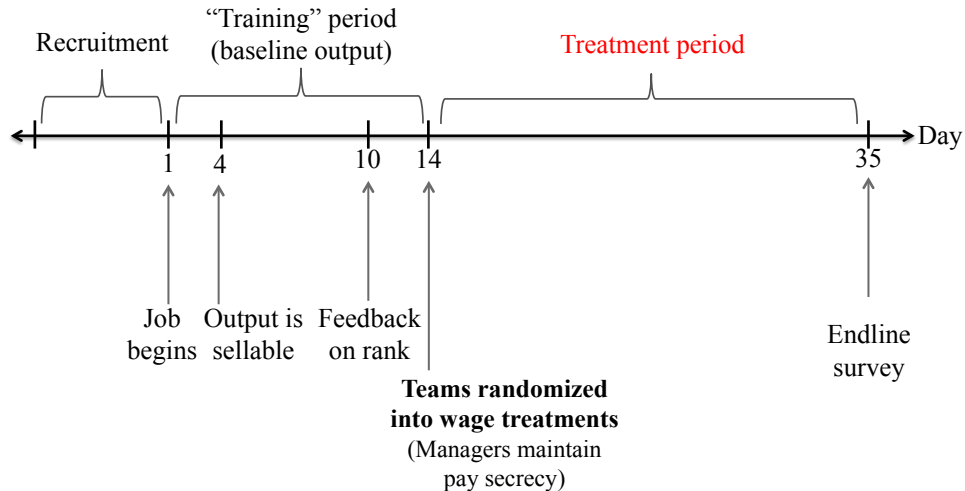 Recruitment
“Training” period
(baseline output)
Treatment period
Day
1
4
10
14
35
Job
begins
Output is
sellable
Feedback
on rank
Teams randomized
into wage treatments
(Managers maintain
pay secrecy)
Endline
survey